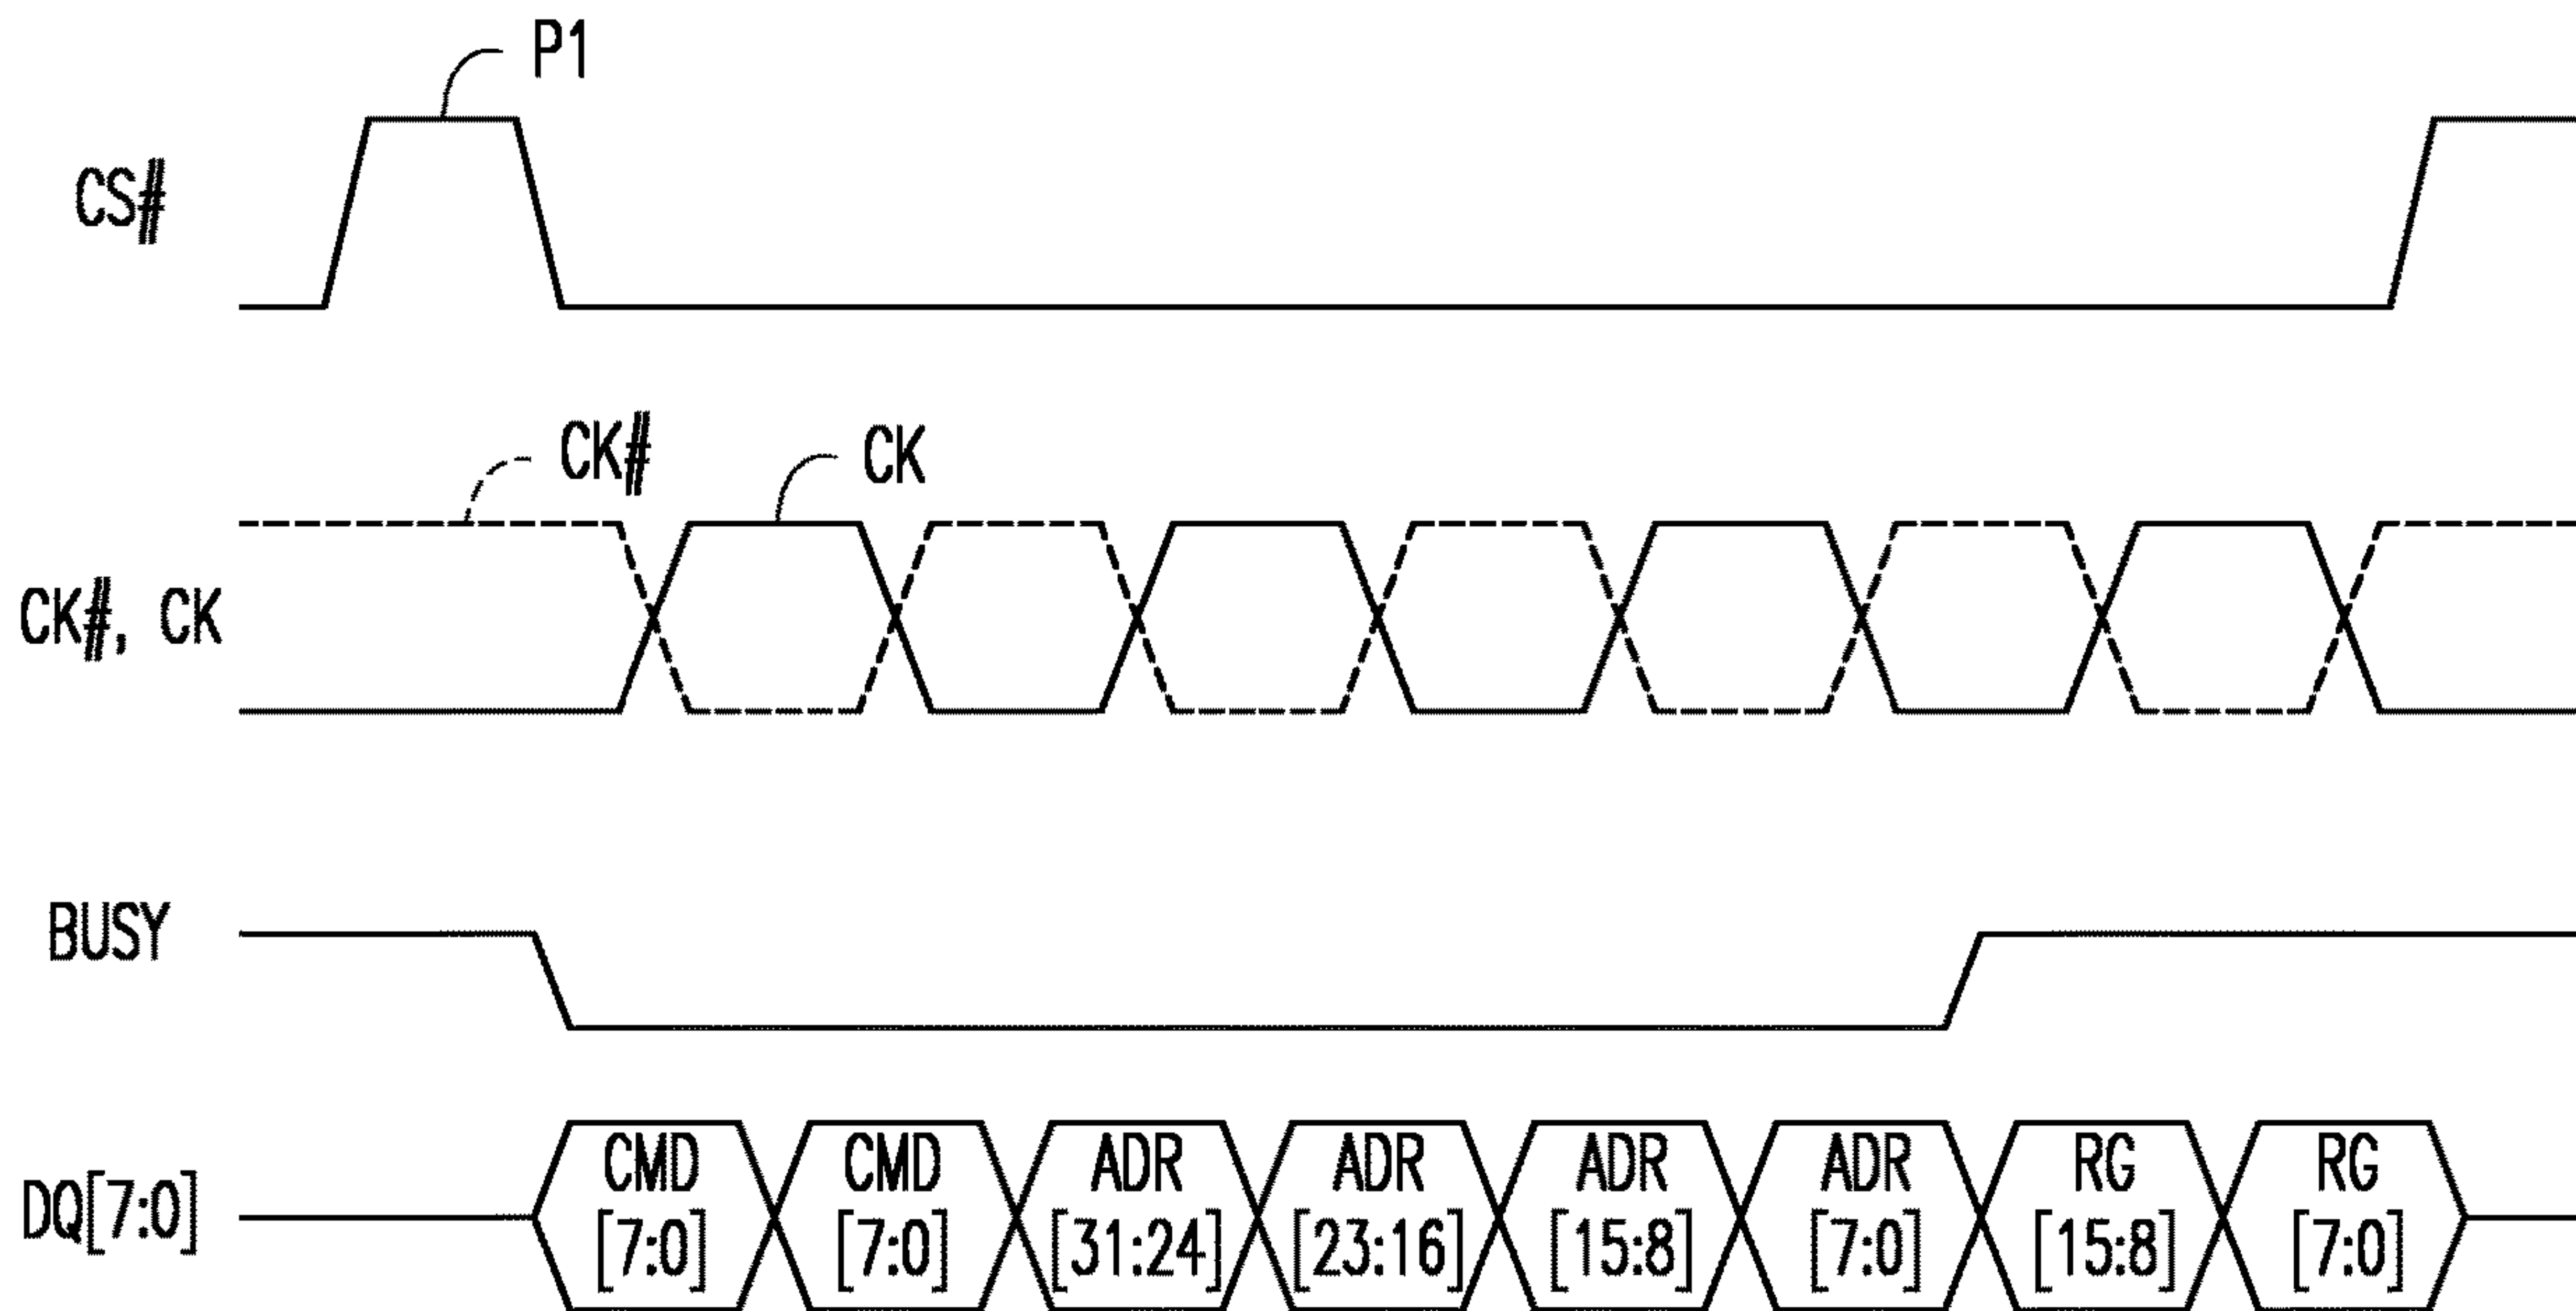 P1
CS#
CK#
CK
CK#, CK
BUSY
CMD CMD ADR ADR ADR ADR RG RG
DQ[7:0]
[7:0] [7:0] [31:24] [23:16] [15:8] [7:0] [15:8] [7:0]